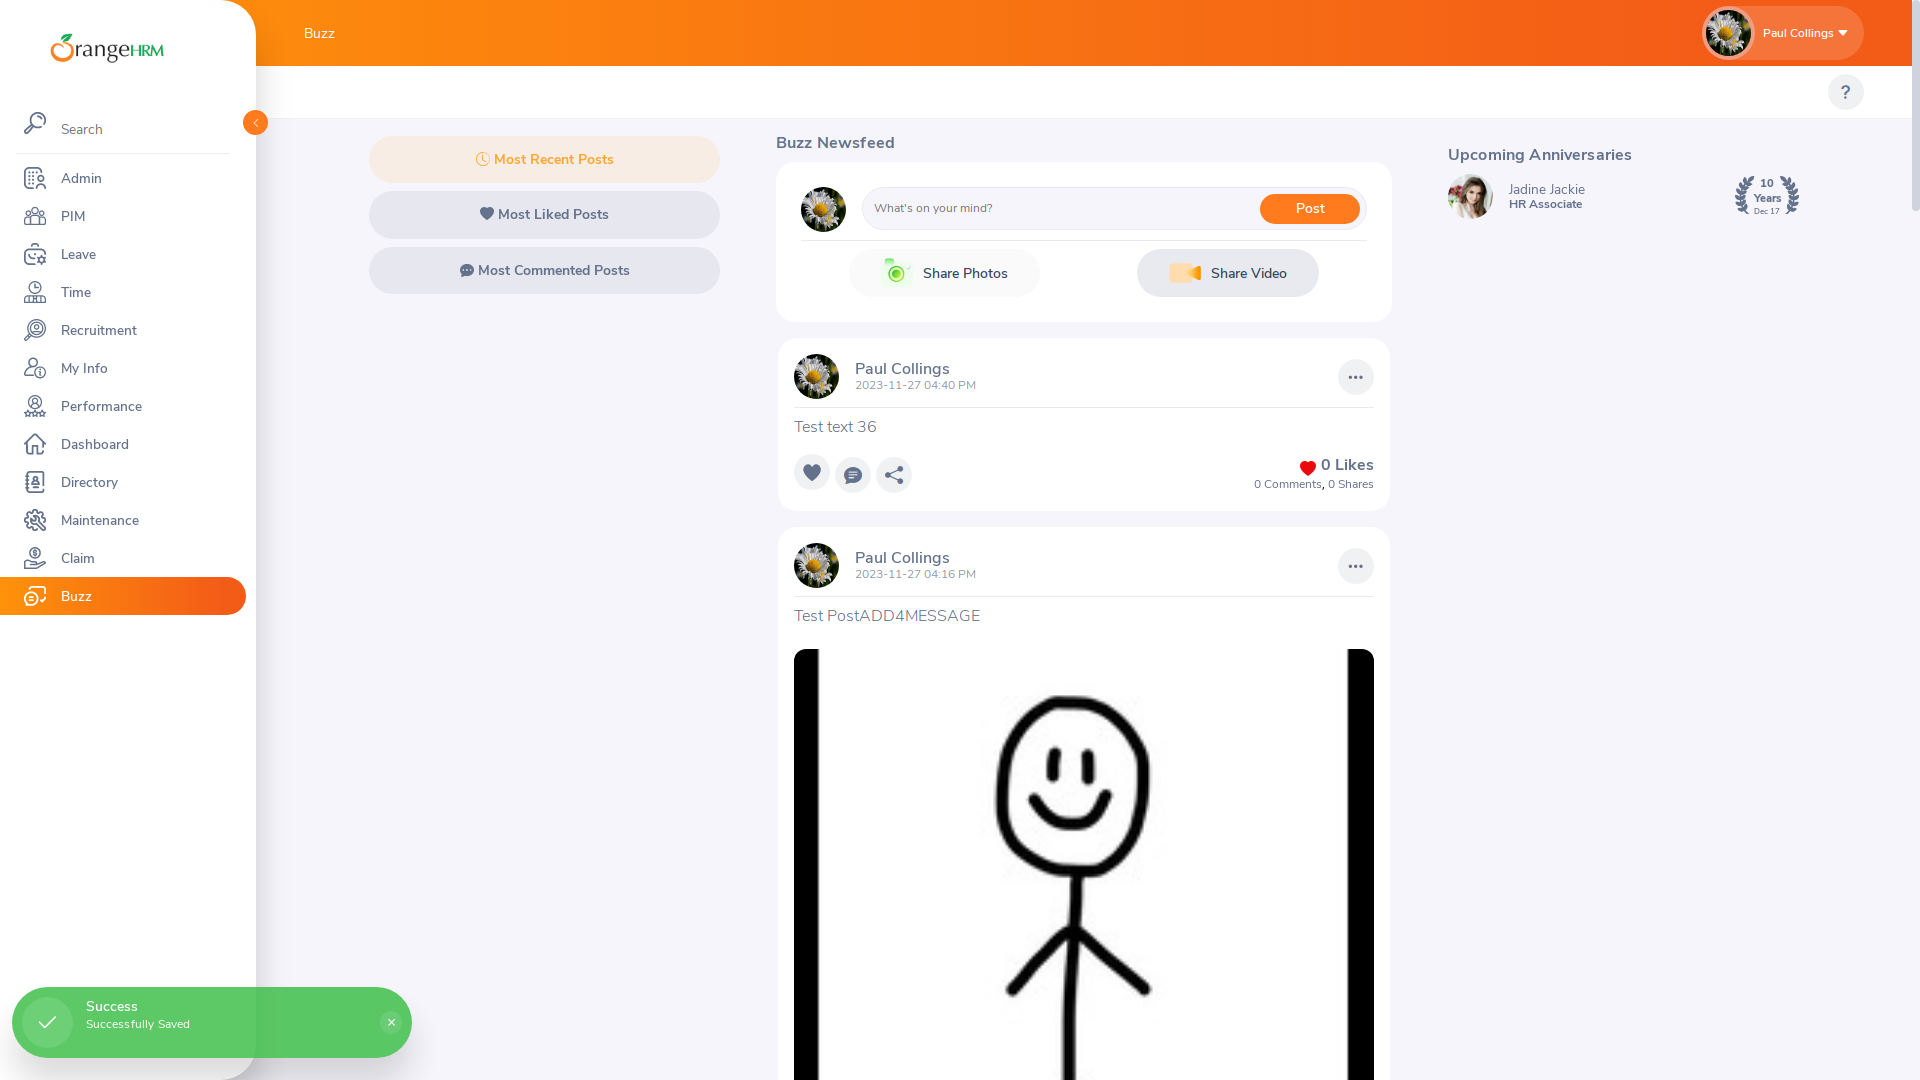 OrangeHRM
Search
Admin
PIM
Leave
Time
Recruitment
My Info
Performance
Dashboard
Directory
Maintenance
Claim
Buzz
Buzz
Paul Collings
?
Most Recent Posts
Most Liked Posts
Most Commented Posts
Buzz Newsfeed
What's on your mind?
Post
Share Photos
Share Video
Paul Collings
2023-11-27 04:40 PM
Test text 36
0 Likes
0 Comments, 0 Shares
Paul Collings
2023-11-27 04:16 PM
Test PostADD4MESSAGE
Upcoming Anniversaries
Jadine Jackie
HR Associate
10
Years
Dec 17
Success
Successfully Saved